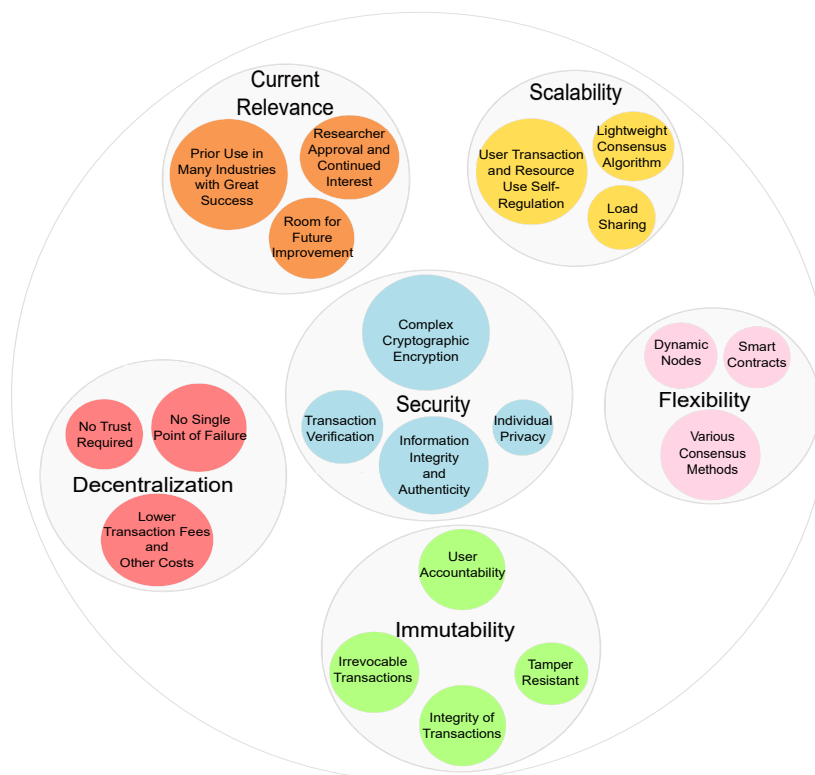 Current
Relevance
Prior Use in
Many Industries
with Great
Success
Researcher
Approval and
Continued
Interest
Room for
Future
Improvement
Scalability
User Transaction
and Resource
Use Self-
Regulation
Lightweight
Consensus
Algorithm
Load
Sharing
Complex
Cryptographic
Encryption
Security
Transaction
Verification
Information
Integrity
and
Authenticity
Individual
Privacy
Dynamic
Nodes
Smart
Contracts
Flexibility
Various
Consensus
Methods
No Trust
Required
No Single
Point of Failure
Decentralization
Lower
Transaction Fees
and
Other Costs
User
Accountability
Immutability
Irrevocable
Transactions
Tamper
Resistant
Integrity of
Transactions